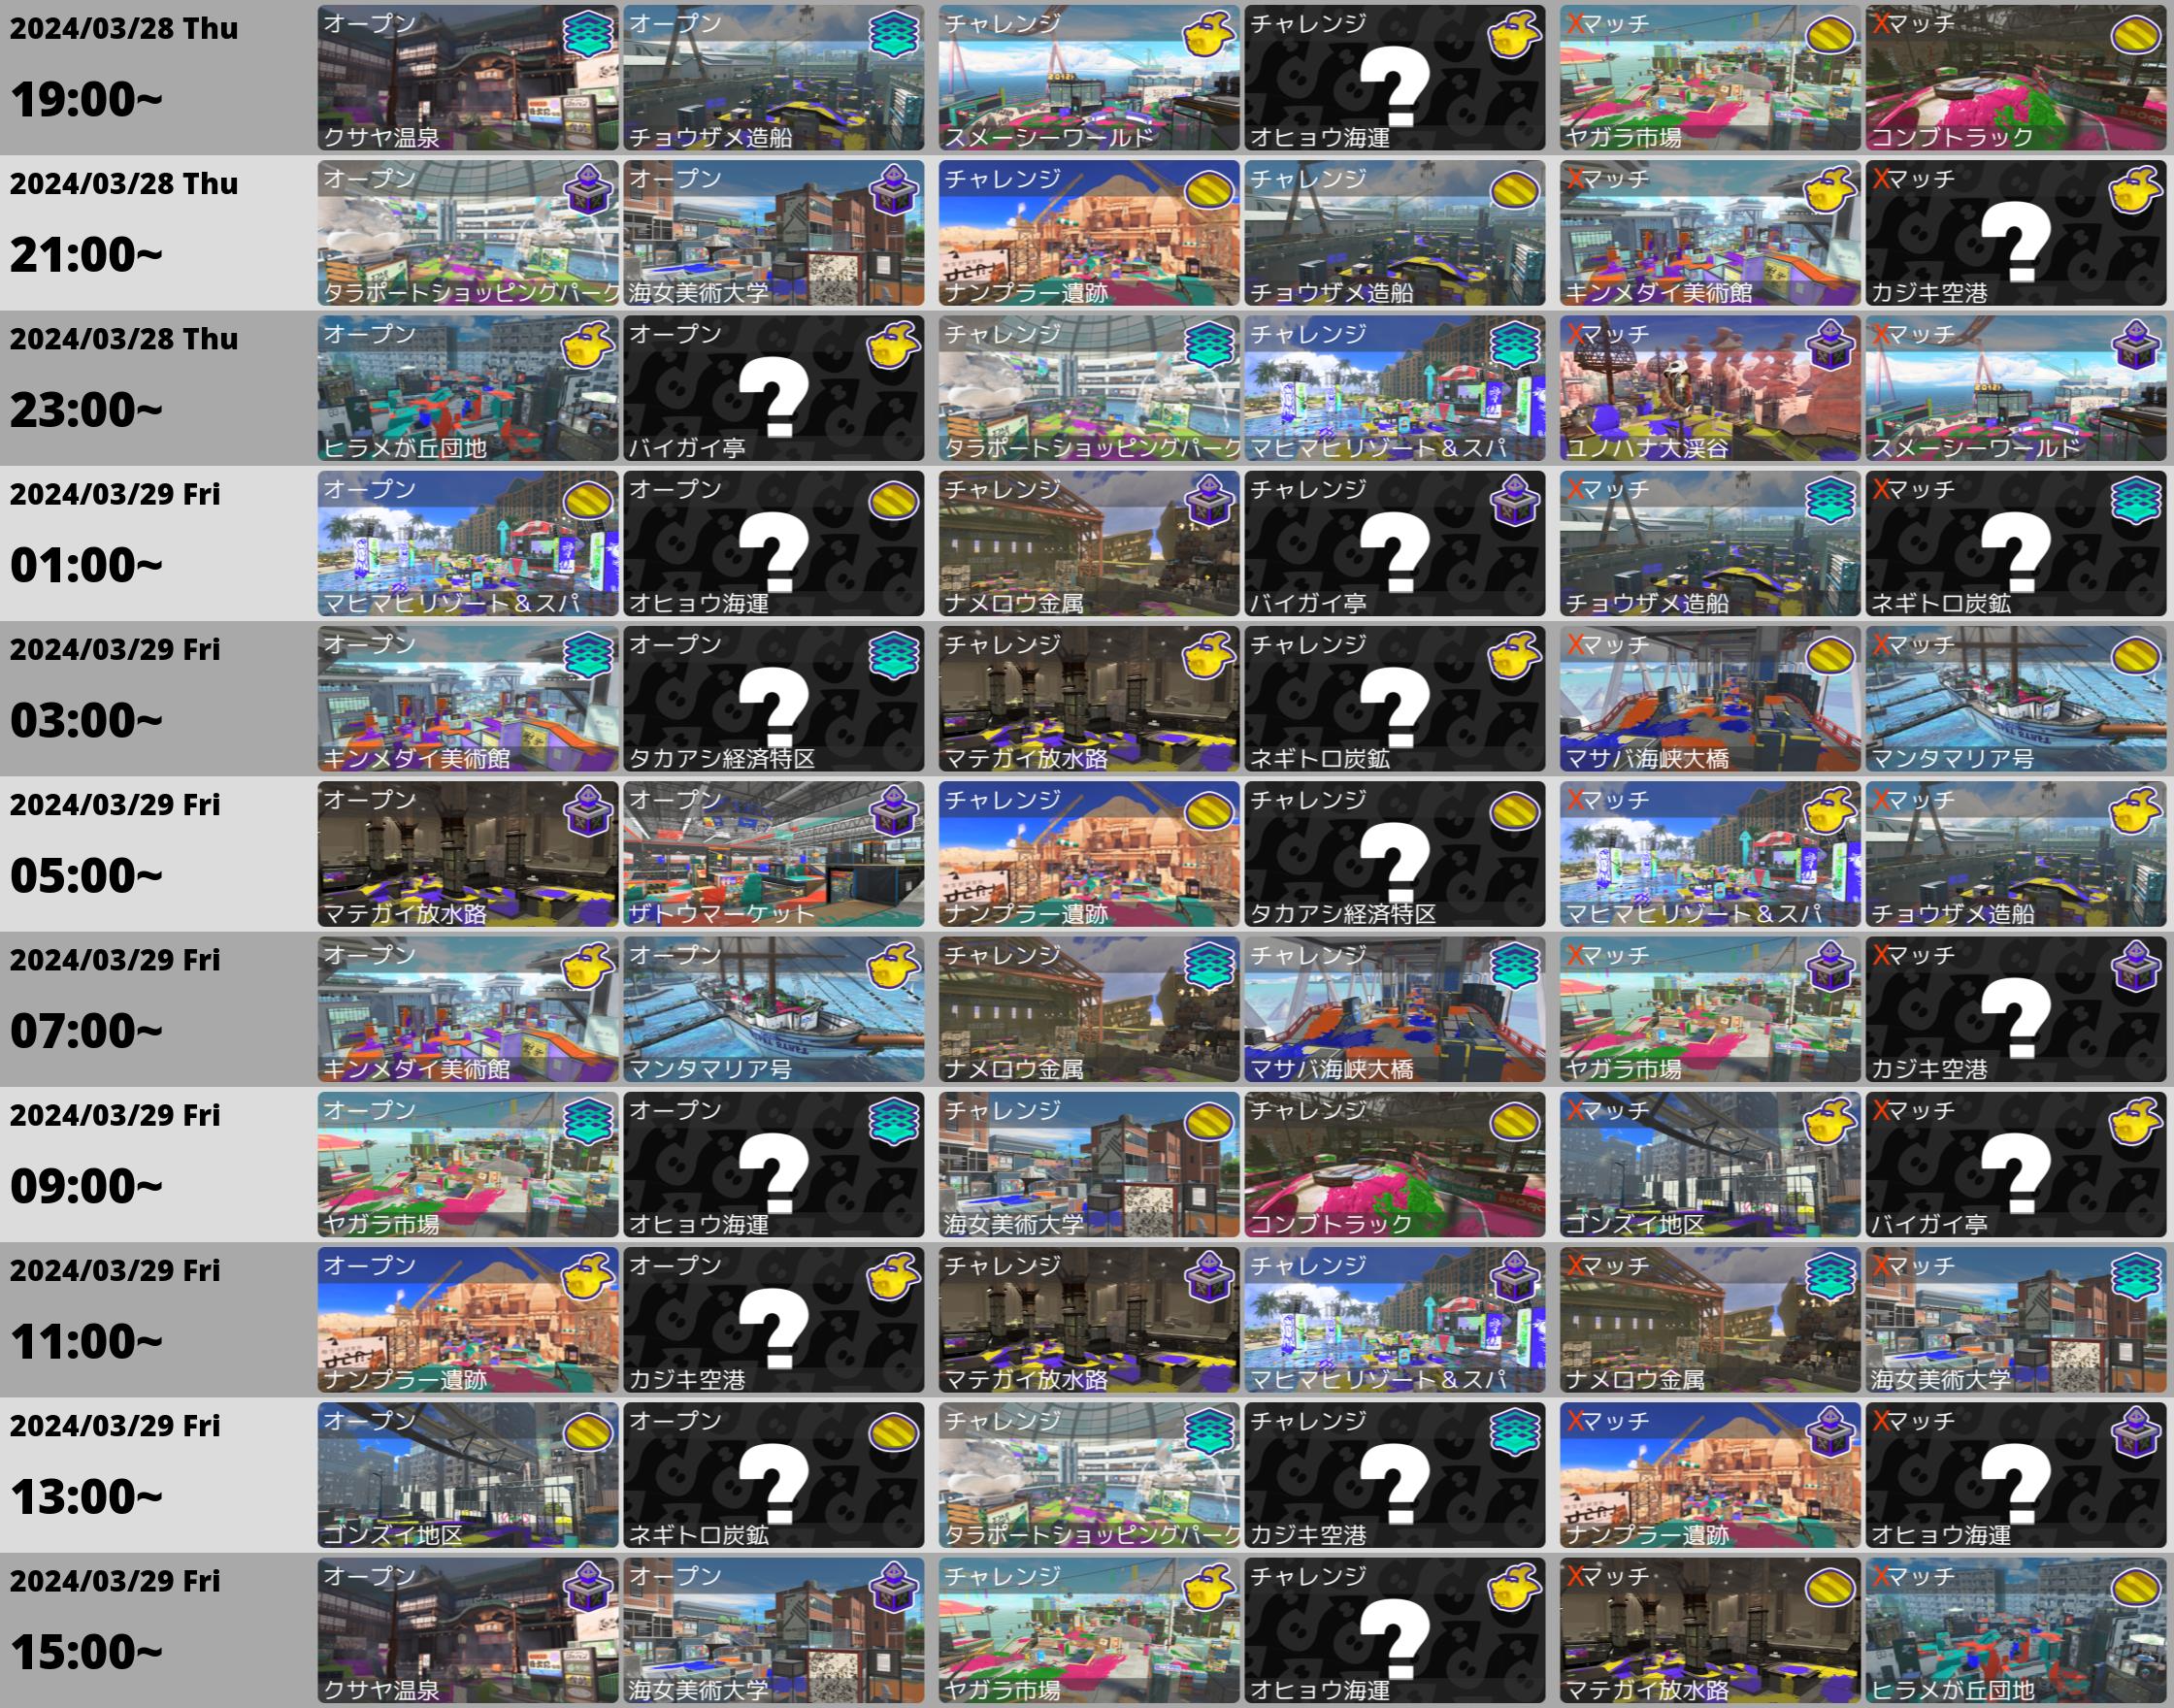 2024/03/28 Thu
19:00~
オープン
クサヤ温泉
オープン
チョウザメ造船
チャレンジ
スメーシーワールド
チャレンジ
オヒョウ海運
Xマッチ
ヤガラ市場
Xマッチ
コンブトラック
2024/03/28 Thu
21:00~
オープン
タラポートショッピングパーク
オープン
海女美術大学
チャレンジ
ナンプラー遺跡
チャレンジ
チョウザメ造船
Xマッチ
キンメダイ美術館
Xマッチ
カジキ空港
2024/03/28 Thu
23:00~
オープン
ヒラメが丘団地
オープン
バイガイ亭
チャレンジ
タラポートショッピングパーク
チャレンジ
マヒマヒリゾート＆スパ
Xマッチ
ユノハナ大渓谷
Xマッチ
スメーシーワールド
2024/03/29 Fri
01:00~
オープン
マヒマヒリゾート＆スパ
オープン
オヒョウ海運
チャレンジ
ナメロウ金属
チャレンジ
バイガイ亭
Xマッチ
チョウザメ造船
Xマッチ
ネギトロ炭鉱
2024/03/29 Fri
03:00~
オープン
キンメダイ美術館
オープン
タカアシ経済特区
チャレンジ
マテガイ放水路
チャレンジ
ネギトロ炭鉱
Xマッチ
マサバ海峡大橋
Xマッチ
マンタマリア号
2024/03/29 Fri
05:00~
オープン
マテガイ放水路
オープン
ザトウマーケット
チャレンジ
ナンプラー遺跡
チャレンジ
タカアシ経済特区
Xマッチ
マヒマヒリゾート＆スパ
Xマッチ
チョウザメ造船
2024/03/29 Fri
07:00~
オープン
キンメダイ美術館
オープン
マンタマリア号
チャレンジ
ナメロウ金属
チャレンジ
マサバ海峡大橋
Xマッチ
ヤガラ市場
Xマッチ
カジキ空港
2024/03/29 Fri
09:00~
オープン
ヤガラ市場
オープン
オヒョウ海運
チャレンジ
海女美術大学
チャレンジ
コンブトラック
Xマッチ
ゴンズイ地区
Xマッチ
バイガイ亭
2024/03/29 Fri
11:00~
オープン
ナンプラー遺跡
オープン
カジキ空港
チャレンジ
マテガイ放水路
チャレンジ
マヒマヒリゾート＆スパ
Xマッチ
ナメロウ金属
Xマッチ
海女美術大学
2024/03/29 Fri
13:00~
オープン
ゴンズイ地区
オープン
ネギトロ炭鉱
チャレンジ
タラポートショッピングパーク
チャレンジ
カジキ空港
Xマッチ
ナンプラー遺跡
Xマッチ
オヒョウ海運
2024/03/29 Fri
15:00~
オープン
クサヤ温泉
オープン
海女美術大学
チャレンジ
ヤガラ市場
チャレンジ
オヒョウ海運
Xマッチ
マテガイ放水路
Xマッチ
ヒラメが丘団地